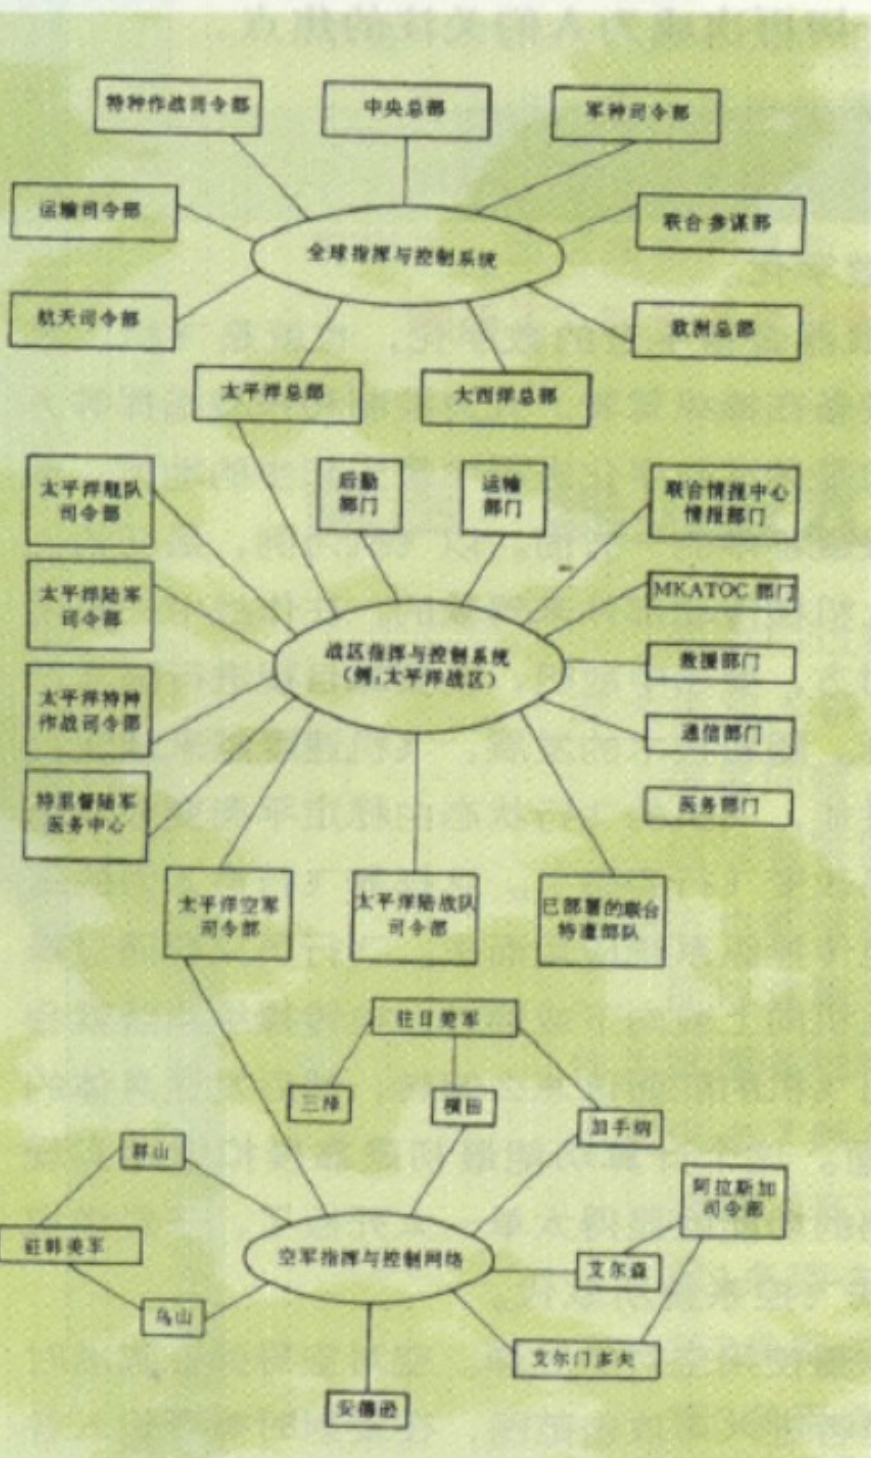 特种作战司令部
中央总部
军种司令部
运输司令部
联合参谋部
全球指挥与控制系统
航天司令部
欧洲总部
太平洋总部
大西洋总部
太平洋舰队
司令部
后勤
部门
运输
部门
联合情报中心
情报部门
太平洋陆军
司令部
MKATOC 部门
战区指挥与控制系统
(例:太平洋战区)
救援部门
太平洋特种
作战司令部
通信部门
特里普陆军
医务中心
医务部门
太平洋空军
司令部
太平洋陆战队
司令部
已部署的联合
特遣部队
驻日美军
三泽
横田
加手纳
群山
阿拉斯加
司令部
驻韩美军
空军指挥与控制网络
艾尔森
乌山
艾尔门多夫
安德逊